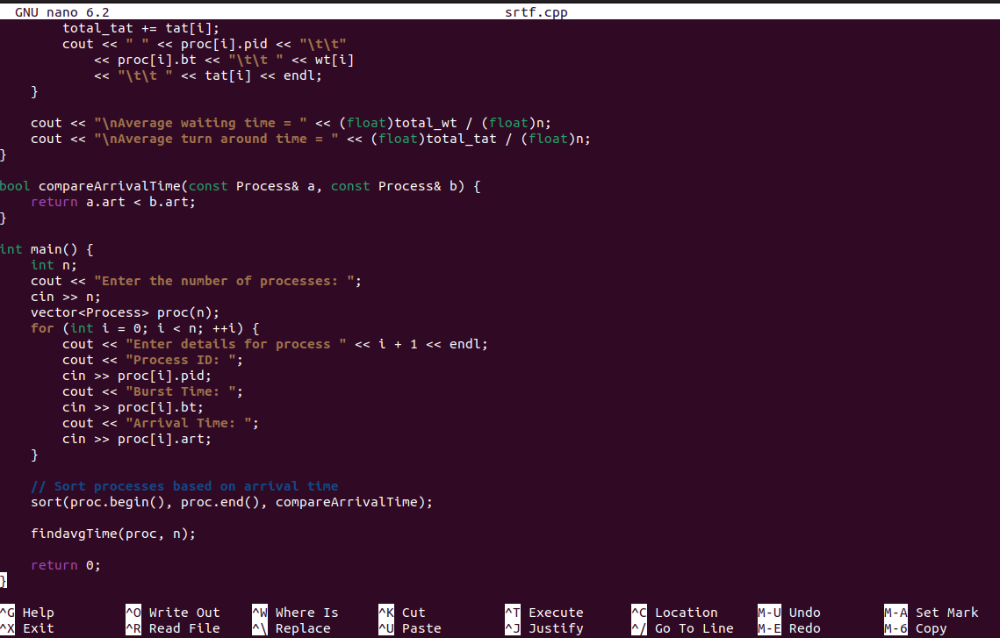 GNU nano 6.2 srtf.cpp
        total_tat += tat[i];
        cout << " " << proc[i].pid << "\t\t"
            << proc[i].bt << "\t\t " << wt[i]
            << "\t\t " << tat[i] << endl;
    }

    cout << "\nAverage waiting time = " << (float)total_wt / (float)n;
    cout << "\nAverage turn around time = " << (float)total_tat / (float)n;
}

bool compareArrivalTime(const Process& a, const Process& b) {
    return a.art < b.art;
}

int main() {
    int n;
    cout << "Enter the number of processes: ";
    cin >> n;
    vector<Process> proc(n);
    for (int i = 0; i < n; ++i) {
        cout << "Enter details for process " << i + 1 << endl;
        cout << "Process ID: ";
        cin >> proc[i].pid;
        cout << "Burst Time: ";
        cin >> proc[i].bt;
        cout << "Arrival Time: ";
        cin >> proc[i].art;
    }

    // Sort processes based on arrival time
    sort(proc.begin(), proc.end(), compareArrivalTime);

    findavgTime(proc, n);

    return 0;
}

^G Help ^O Write Out ^W Where Is ^K Cut ^T Execute ^C Location M-U Undo M-A Set Mark
^X Exit ^R Read File ^\ Replace ^U Paste ^J Justify ^/ Go To Line M-E Redo M-6 Copy